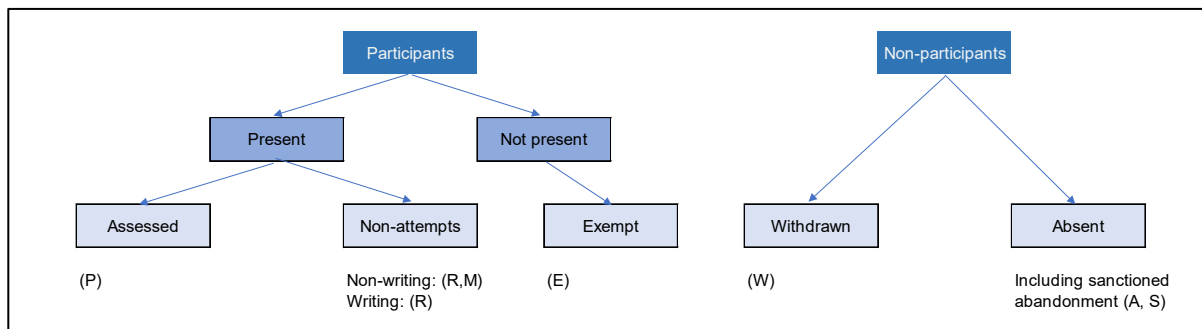 Participants
Non-participants
Present
Not present
Assessed
Non-attempts
Exempt
Withdrawn
Absent
(P)
Non-writing: (R,M)
Writing: (R)
(E)
(W)
Including sanctioned
abandonment (A, S)